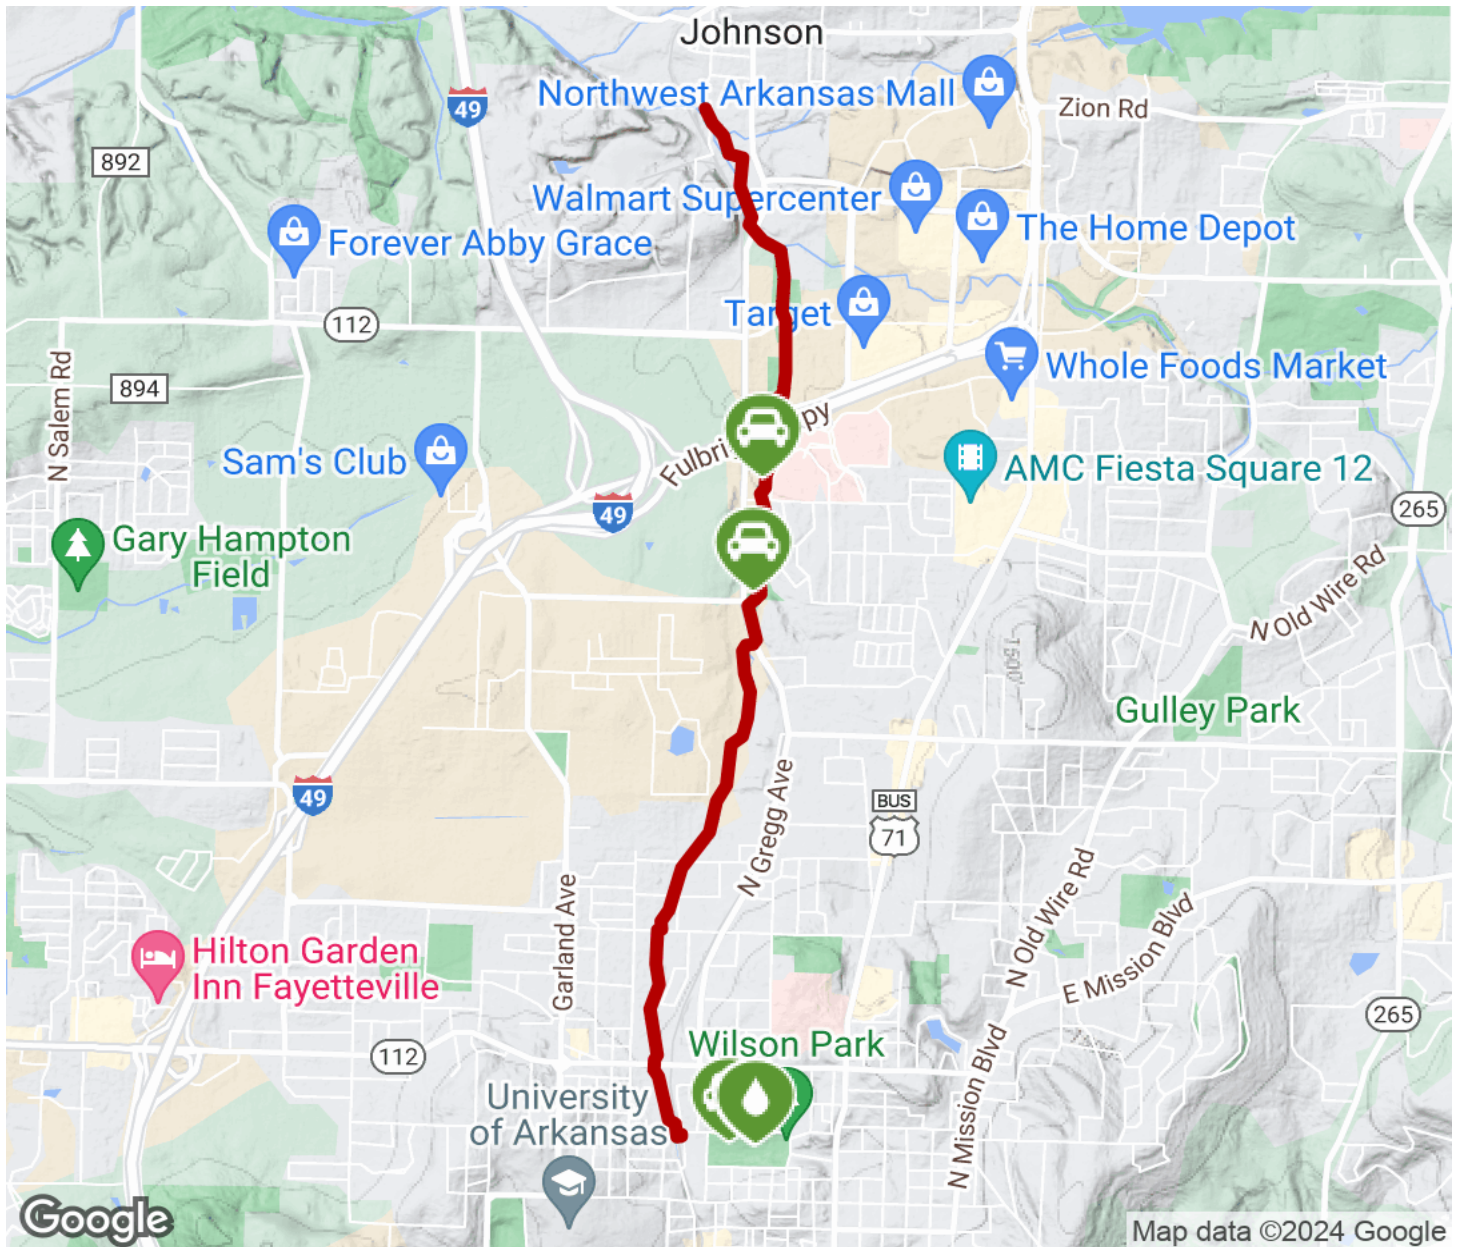 Johnson
49
Northwest Arkansas Mall
Zion Rd
892
Walmart Supercenter
The Home Depot
Forever Abby Grace
112
Target
N Salem Rd
894
Whole Foods Market
py
Fulbri
Sam's Club
AMC Fiesta Square 12
49
265
Gary Hampton
Field
N Old Wire Rd
1500'
Gulley Park
49
N Gregg Ave
BUS
71
N Old Wire Rd
Garland Ave
E Mission Blvd
Hilton Garden
Inn Fayetteville
265
112
Wilson Park
N Mission Blvd
University
of Arkansas
Google
Map data ©2024 Google